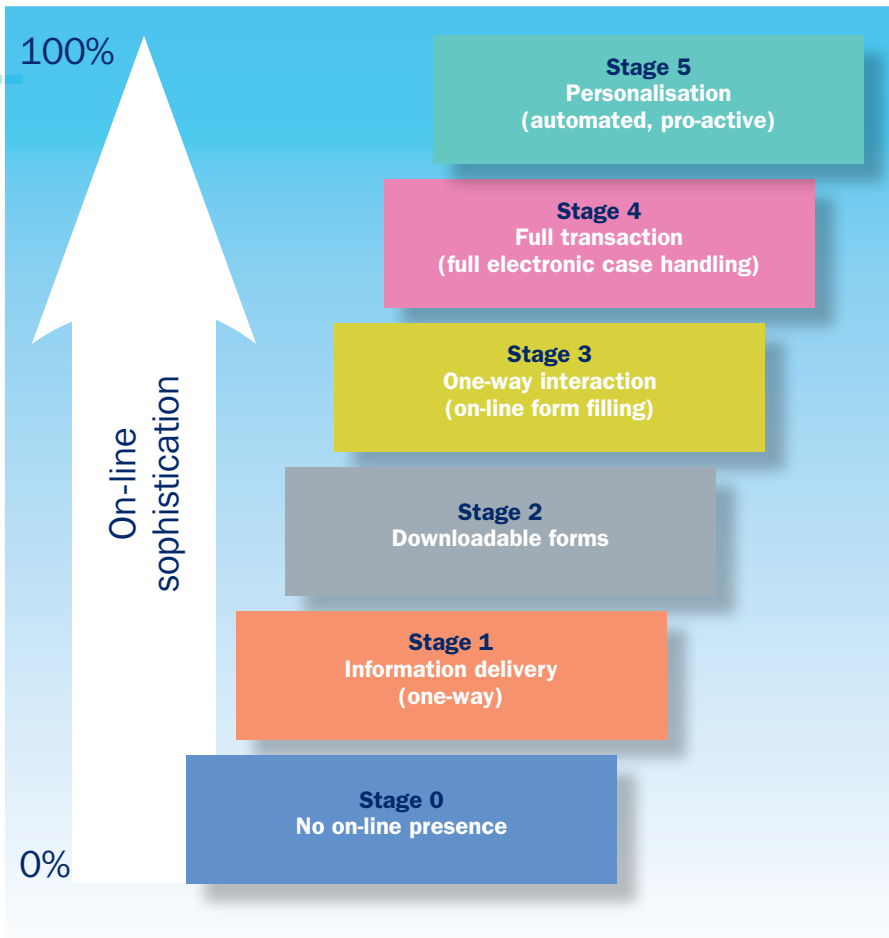 100%
Stage 5
Personalisation
(automated, pro-active)
Stage 4
Full transaction
(full electronic case handling)
Stage 3
One-way interaction
(on-line form filling)
On-line
sophistication
Stage 2
Downloadable forms
Stage 1
Information delivery
(one-way)
Stage 0
No on-line presence
0%